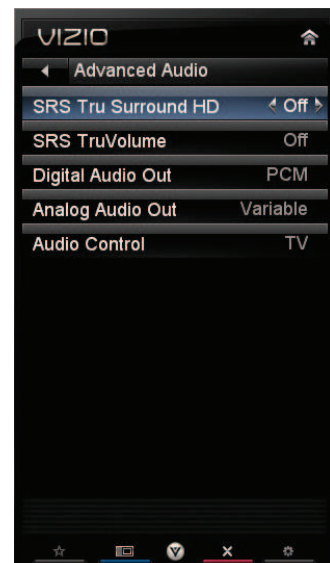 VIZIO
Advanced Audio
SRS Tru Surround HD Off
SRS TruVolume Off
Digital Audio Out PCM
Analog Audio Out Variable
Audio Control TV
V